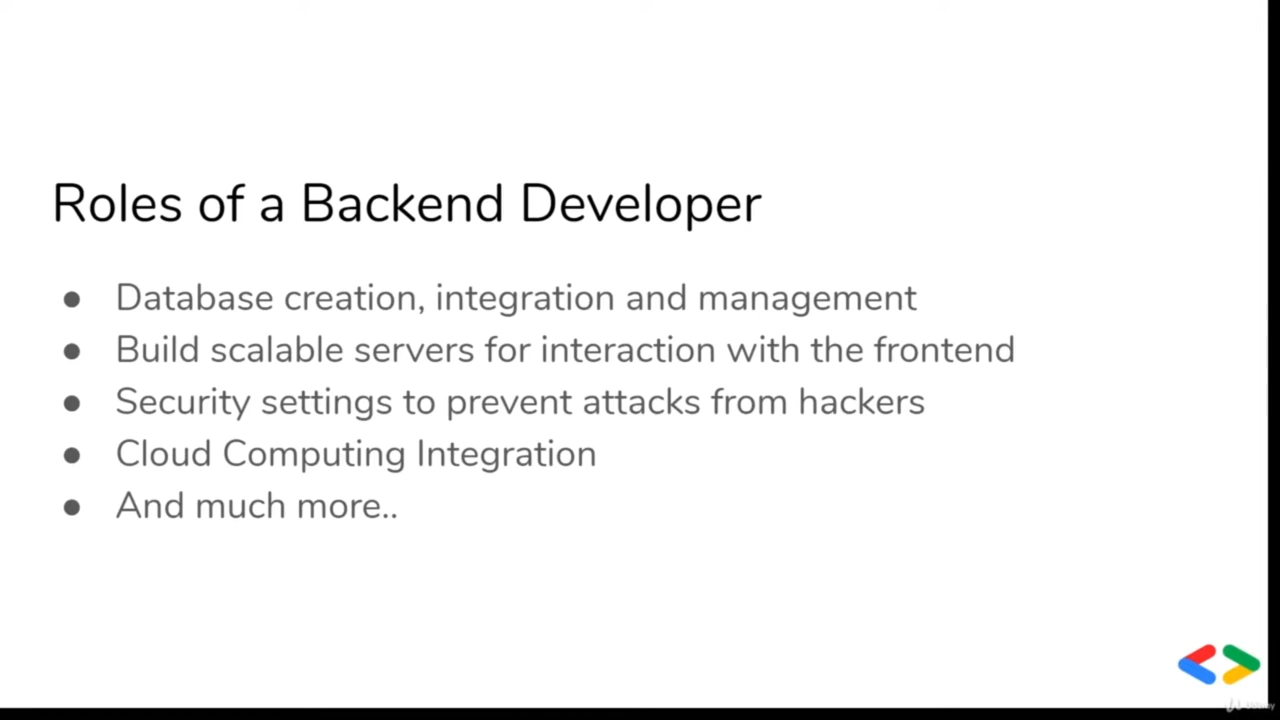 Roles of a Backend Developer
● Database creation, integration and management
● Build scalable servers for interaction with the frontend
● Security settings to prevent attacks from hackers
● Cloud Computing Integration
● And much more..
Udemy